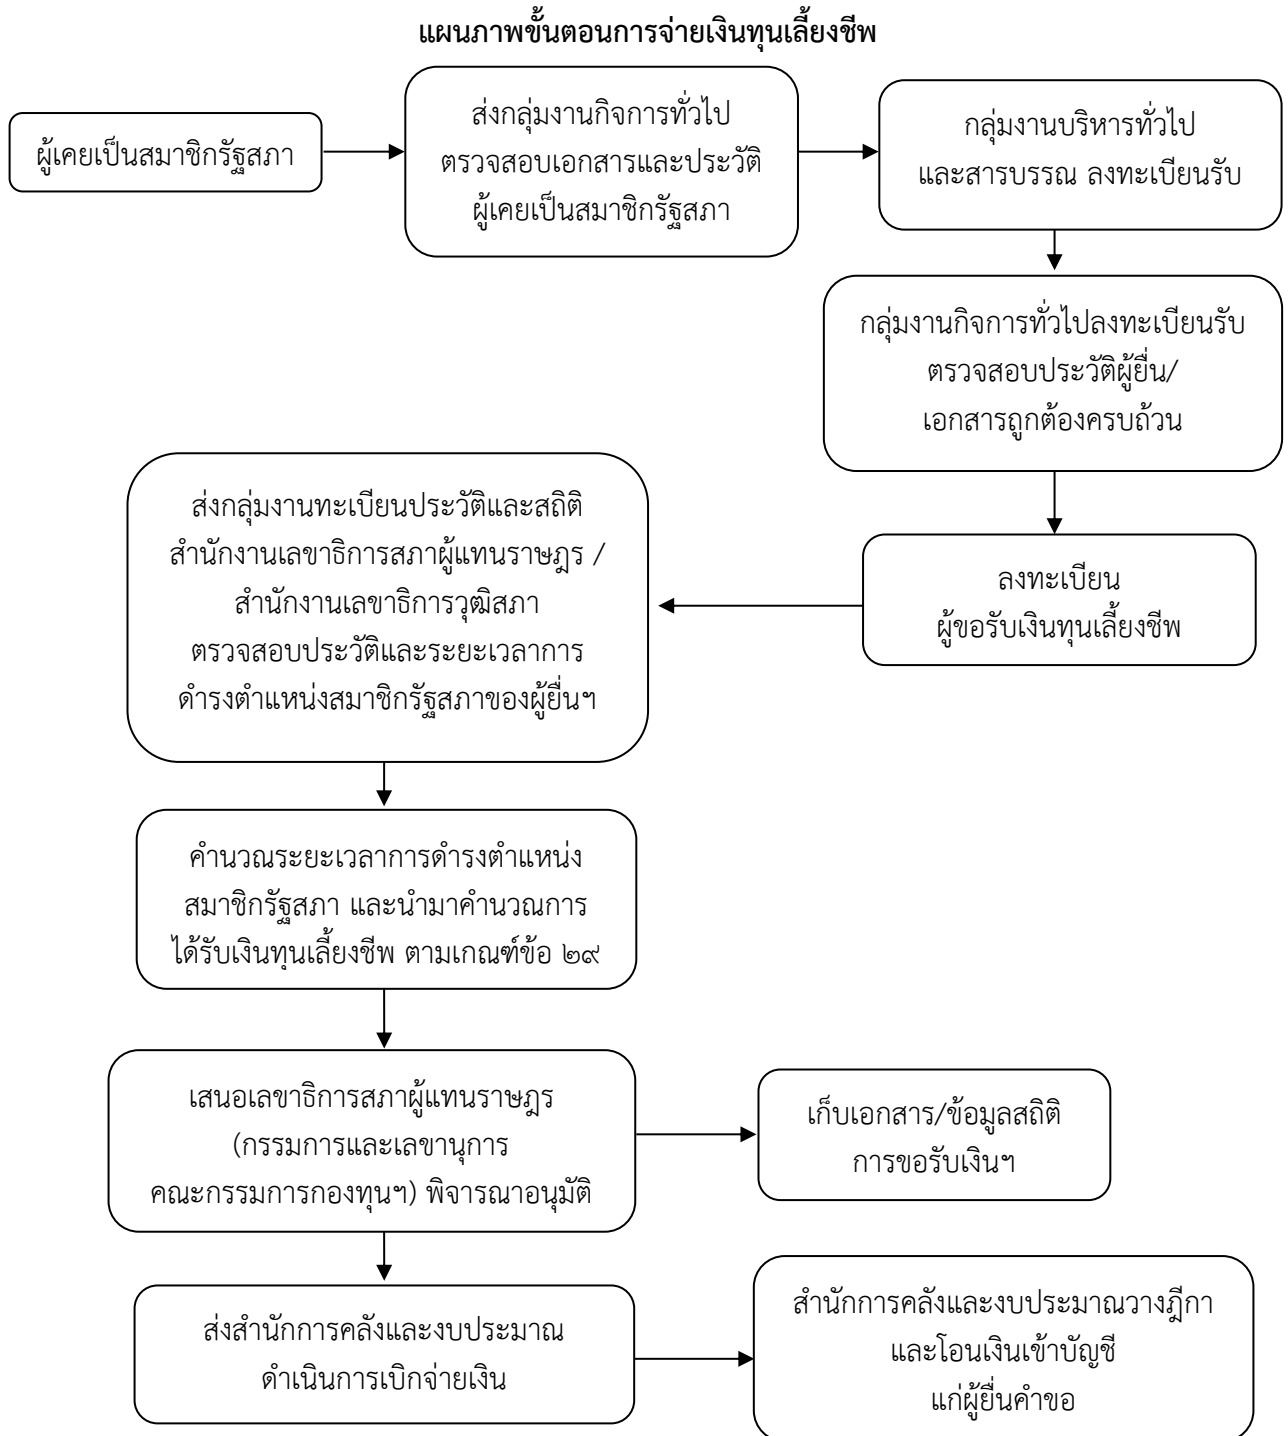 แผนภาพขั้นตอนการจ่ายเงินทุนเลี้ยงชีพ
ผู้เคยเป็นสมาชิกรัฐสภา
ส่งกลุ่มงานกิจการทั่วไป
ตรวจสอบเอกสารและประวัติ
ผู้เคยเป็นสมาชิกรัฐสภา
กลุ่มงานบริหารทั่วไป
และสารบรรณ ลงทะเบียนรับ
กลุ่มงานกิจการทั่วไปลงทะเบียนรับ
ตรวจสอบประวัติผู้ยื่น/
เอกสารถูกต้องครบถ้วน
ลงทะเบียน
ผู้ขอรับเงินทุนเลี้ยงชีพ
ส่งกลุ่มงานทะเบียนประวัติและสถิติ
สำนักงานเลขาธิการสภาผู้แทนราษฎร /
สำนักงานเลขาธิการวุฒิสภา
ตรวจสอบประวัติและระยะเวลาการ
ดำรงตำแหน่งสมาชิกรัฐสภาของผู้ยื่นฯ
คำนวณระยะเวลาการดำรงตำแหน่ง
สมาชิกรัฐสภา และนำมาคำนวณการ
ได้รับเงินทุนเลี้ยงชีพ ตามเกณฑ์ข้อ ๒๙
เสนอเลขาธิการสภาผู้แทนราษฎร
(กรรมการและเลขานุการ
คณะกรรมการกองทุนฯ) พิจารณาอนุมัติ
เก็บเอกสาร/ข้อมูลสถิติ
การขอรับเงินฯ
ส่งสำนักการคลังและงบประมาณ
ดำเนินการเบิกจ่ายเงิน
สำนักการคลังและงบประมาณวางฎีกา
และโอนเงินเข้าบัญชี
แก่ผู้ยื่นคำขอ